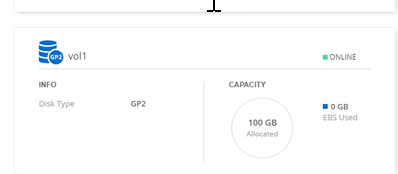 GP2 vol1
ONLINE
INFO
Disk Type GP2
CAPACITY
100 GB
Allocated
0 GB
EBS Used